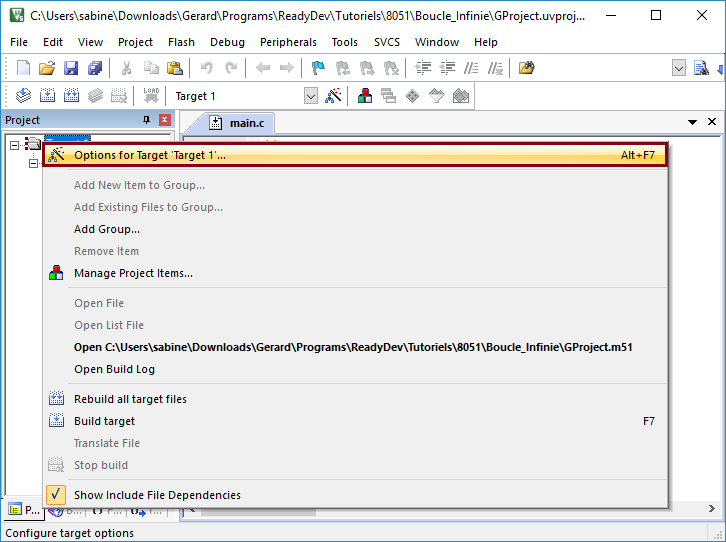 C:\Users\sabine\Downloads\Gerard\Programs\ReadyDev\Tutoriels\8051\Boucle_Infinie\GProject.uvproj...
File Edit View Project Flash Debug Peripherals Tools SVCS Window Help
LOAD Target 1
Project
main.c
Options for Target 'Target 1'... Alt+F7
Add New Item to Group...
Add Existing Files to Group...
Add Group...
Remove Item
Manage Project Items...
Open File
Open List File
Open C:\Users\sabine\Downloads\Gerard\Programs\ReadyDev\Tutoriels\8051\Boucle_Infinie\GProject.m51
Open Build Log
Rebuild all target files
Build target F7
Translate File
Stop build
Show Include File Dependencies
P...
Configure target options